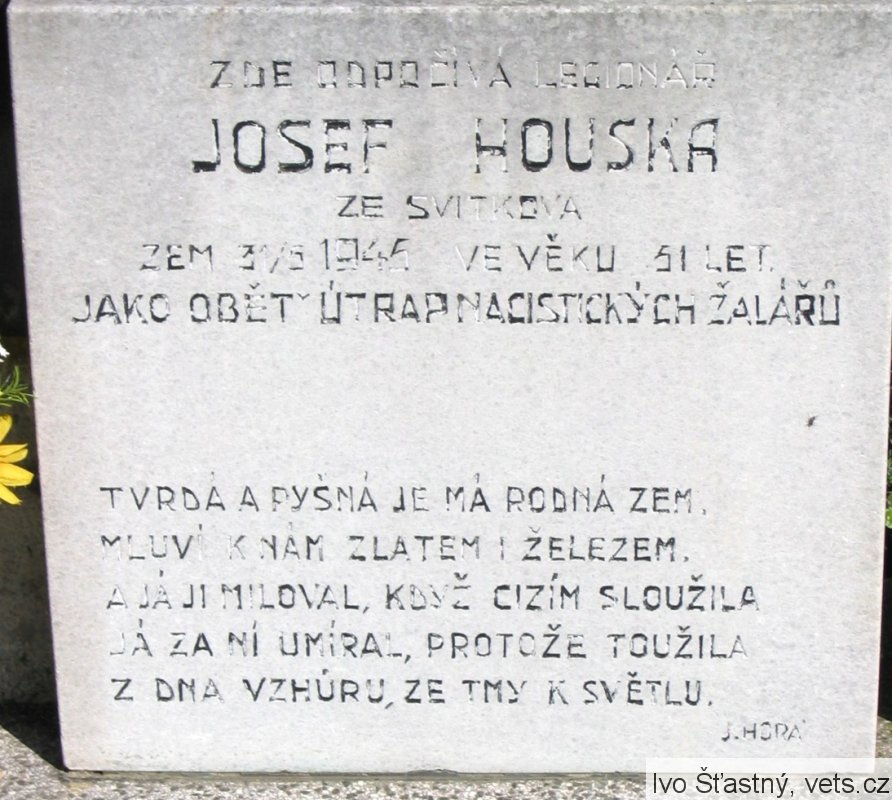 ZDE ODPOČÍVÁ LEGIONÁŘ
JOSEF HOUSKA
ZE SVÍTKOVA
ZEM 31/5 1945 VE VĚKU 51 LET.
JAKO OBĚŤ ÚTRAP NACISTICKÝCH ŽALÁŘŮ
TVRDÁ A PYŠNÁ JE MÁ RODNÁ ZEM.
MLUVÍ K NÁM ZLATEM I ŽELEZEM.
A JÁ JI MILOVAL, KDYŽ CIZÍM SLOUŽILA
JÁ ZA NÍ UMÍRAL, PROTOŽE TOUŽILA
Z DNA VZHŮRU, ZE TMY K SVĚTLU.
J. HORA
Ivo Šťastný, vets.cz